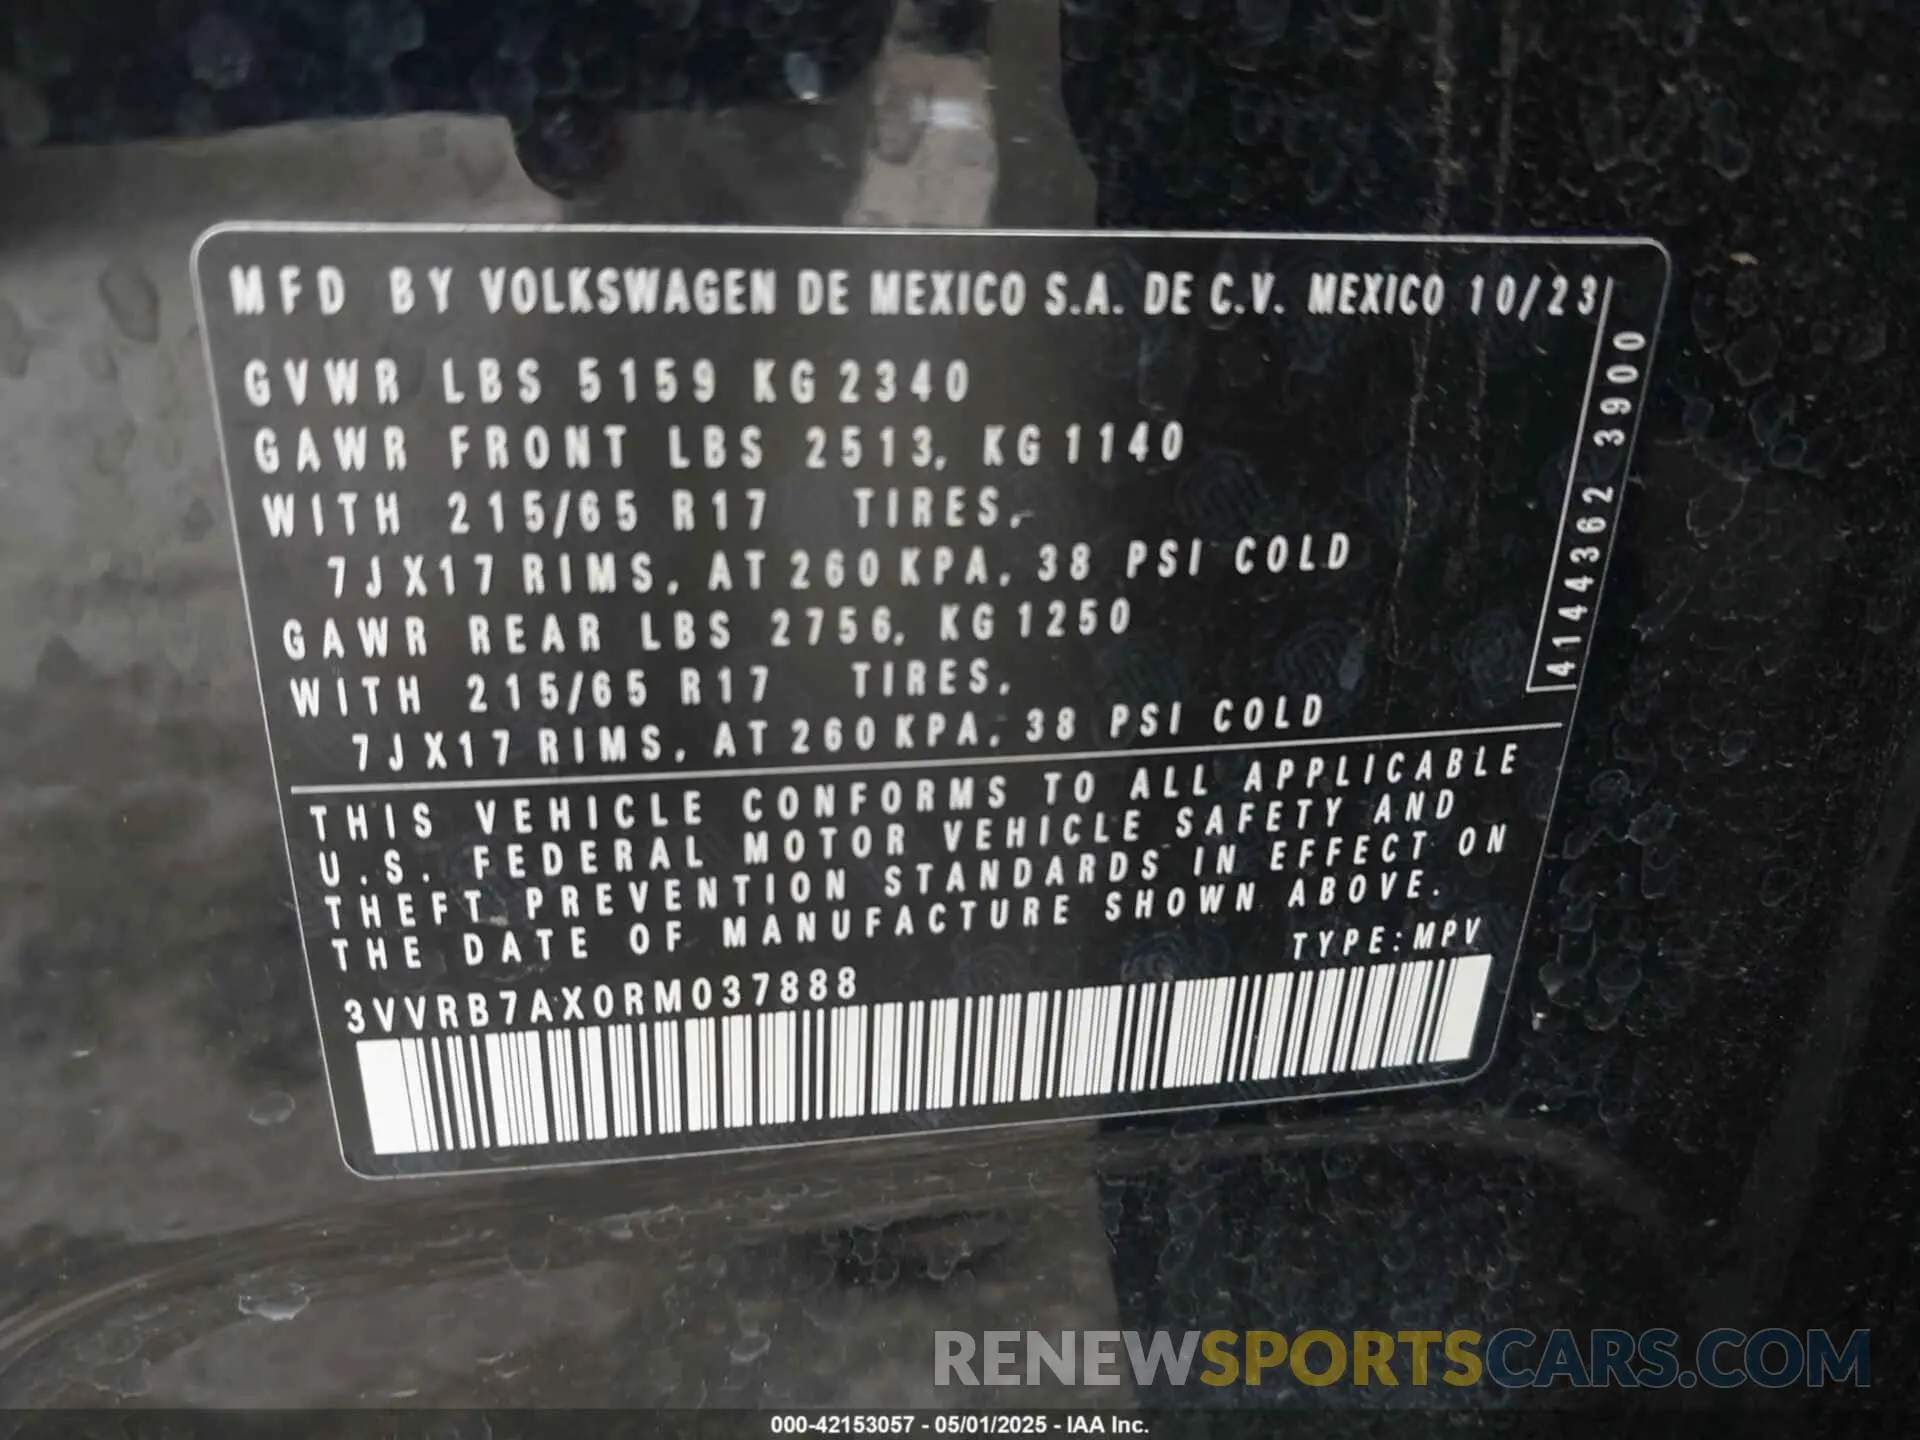 MFD BY VOLKSWAGEN DE MEXICO S.A. DE C.V. MEXICO 10/23
GVWR LBS 5159 KG 2340
GAWR FRONT LBS 2513, KG 1140
WITH 215/65 R17 TIRES,
7JX17 RIMS, AT 260 KPA, 38 PSI COLD
GAWR REAR LBS 2756, KG 1250
WITH 215/65 R17 TIRES,
7JX17 RIMS, AT 260 KPA, 38 PSI COLD
4144362 3900
THIS VEHICLE CONFORMS TO ALL APPLICABLE
U.S. FEDERAL MOTOR VEHICLE SAFETY AND
THEFT PREVENTION STANDARDS IN EFFECT ON
THE DATE OF MANUFACTURE SHOWN ABOVE.
TYPE:MPV
3VVRB7AX0RM037888
RENEWSPORTSCARS.COM
000-42153057 - 05/01/2025 - IAA Inc.